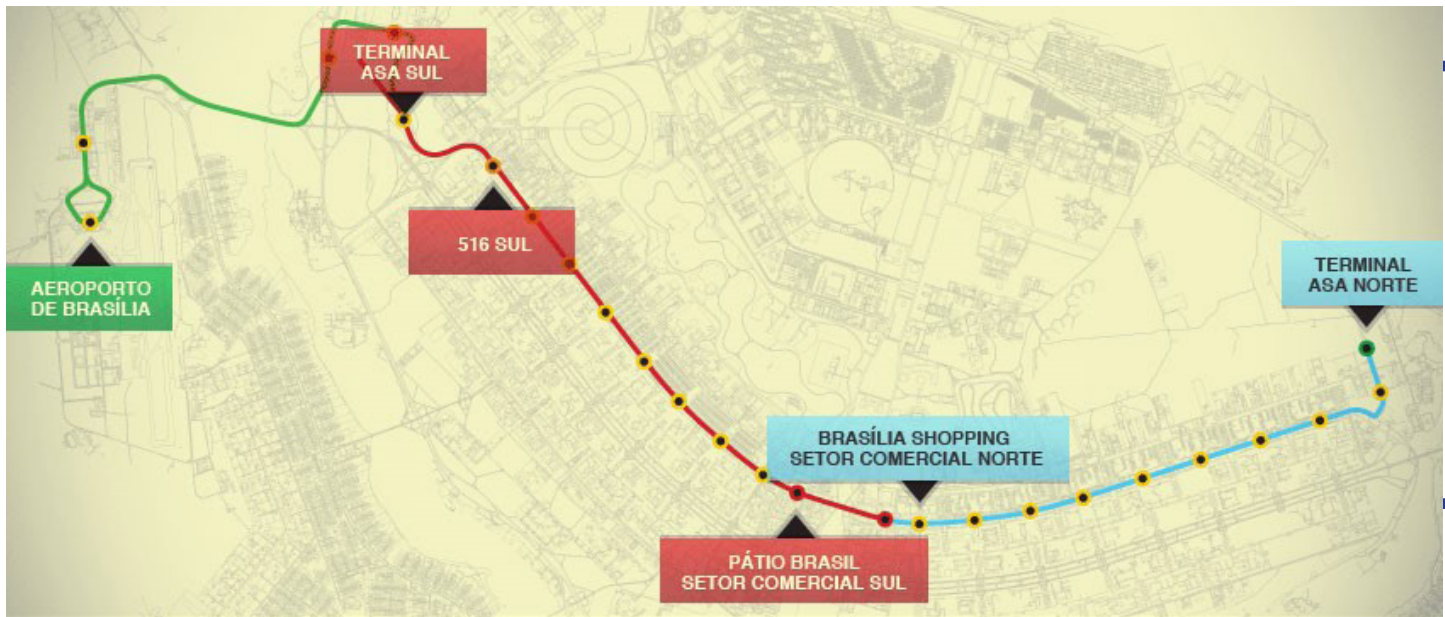 TERMINAL
ASA SUL
516 SUL
AEROPORTO
DE BRASÍLIA
TERMINAL
ASA NORTE
BRASÍLIA SHOPPING
SETOR COMERCIAL NORTE
PÁTIO BRASIL
SETOR COMERCIAL SUL